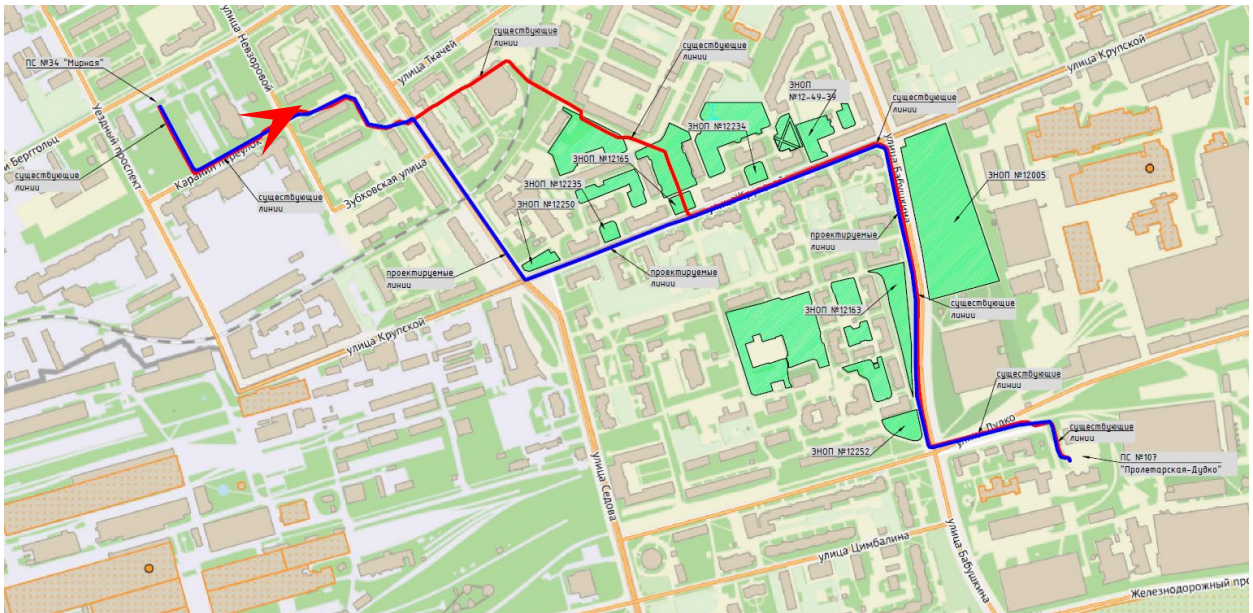 улица Невзоровой
улица Ткачей
существующие
линии
существующие
линии
улица Крупской
ПС №34 "Мирная"
ЗНОП
№12-49-39
существующие
линии
Уездный проспект
ЗНОП №12234
улица Бабушкина
Берггольц
существующие
линии
Караний переулок
ЗНОП №12165
ЗНОП №12005
Зубковская улица
ЗНОП №12235
существующие
линии
ЗНОП №12250
проектируемые
линии
проектируемые
линии
проектируемые
линии
существующие
линии
ЗНОП №12163
улица Крупской
существующие
линии
Дудко
существующие
линии
ЗНОП №12252
ПС №107
"Пролетарская-Дудко"
улица Седова
улица Цимбалина
улица Бабушкина
Железнодорожный про